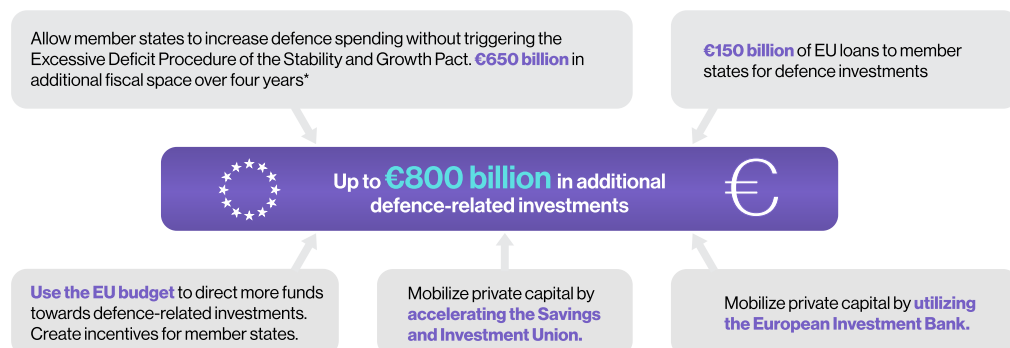 Allow member states to increase defence spending without triggering the
Excessive Deficit Procedure of the Stability and Growth Pact. €650 billion in
additional fiscal space over four years*
€150 billion of EU loans to member
states for defence investments
Up to €800 billion in additional
defence-related investments
€
Use the EU budget to direct more funds
towards defence-related investments.
Create incentives for member states.
Mobilize private capital by
accelerating the Savings
and Investment Union.
Mobilize private capital by utilizing
the European Investment Bank.